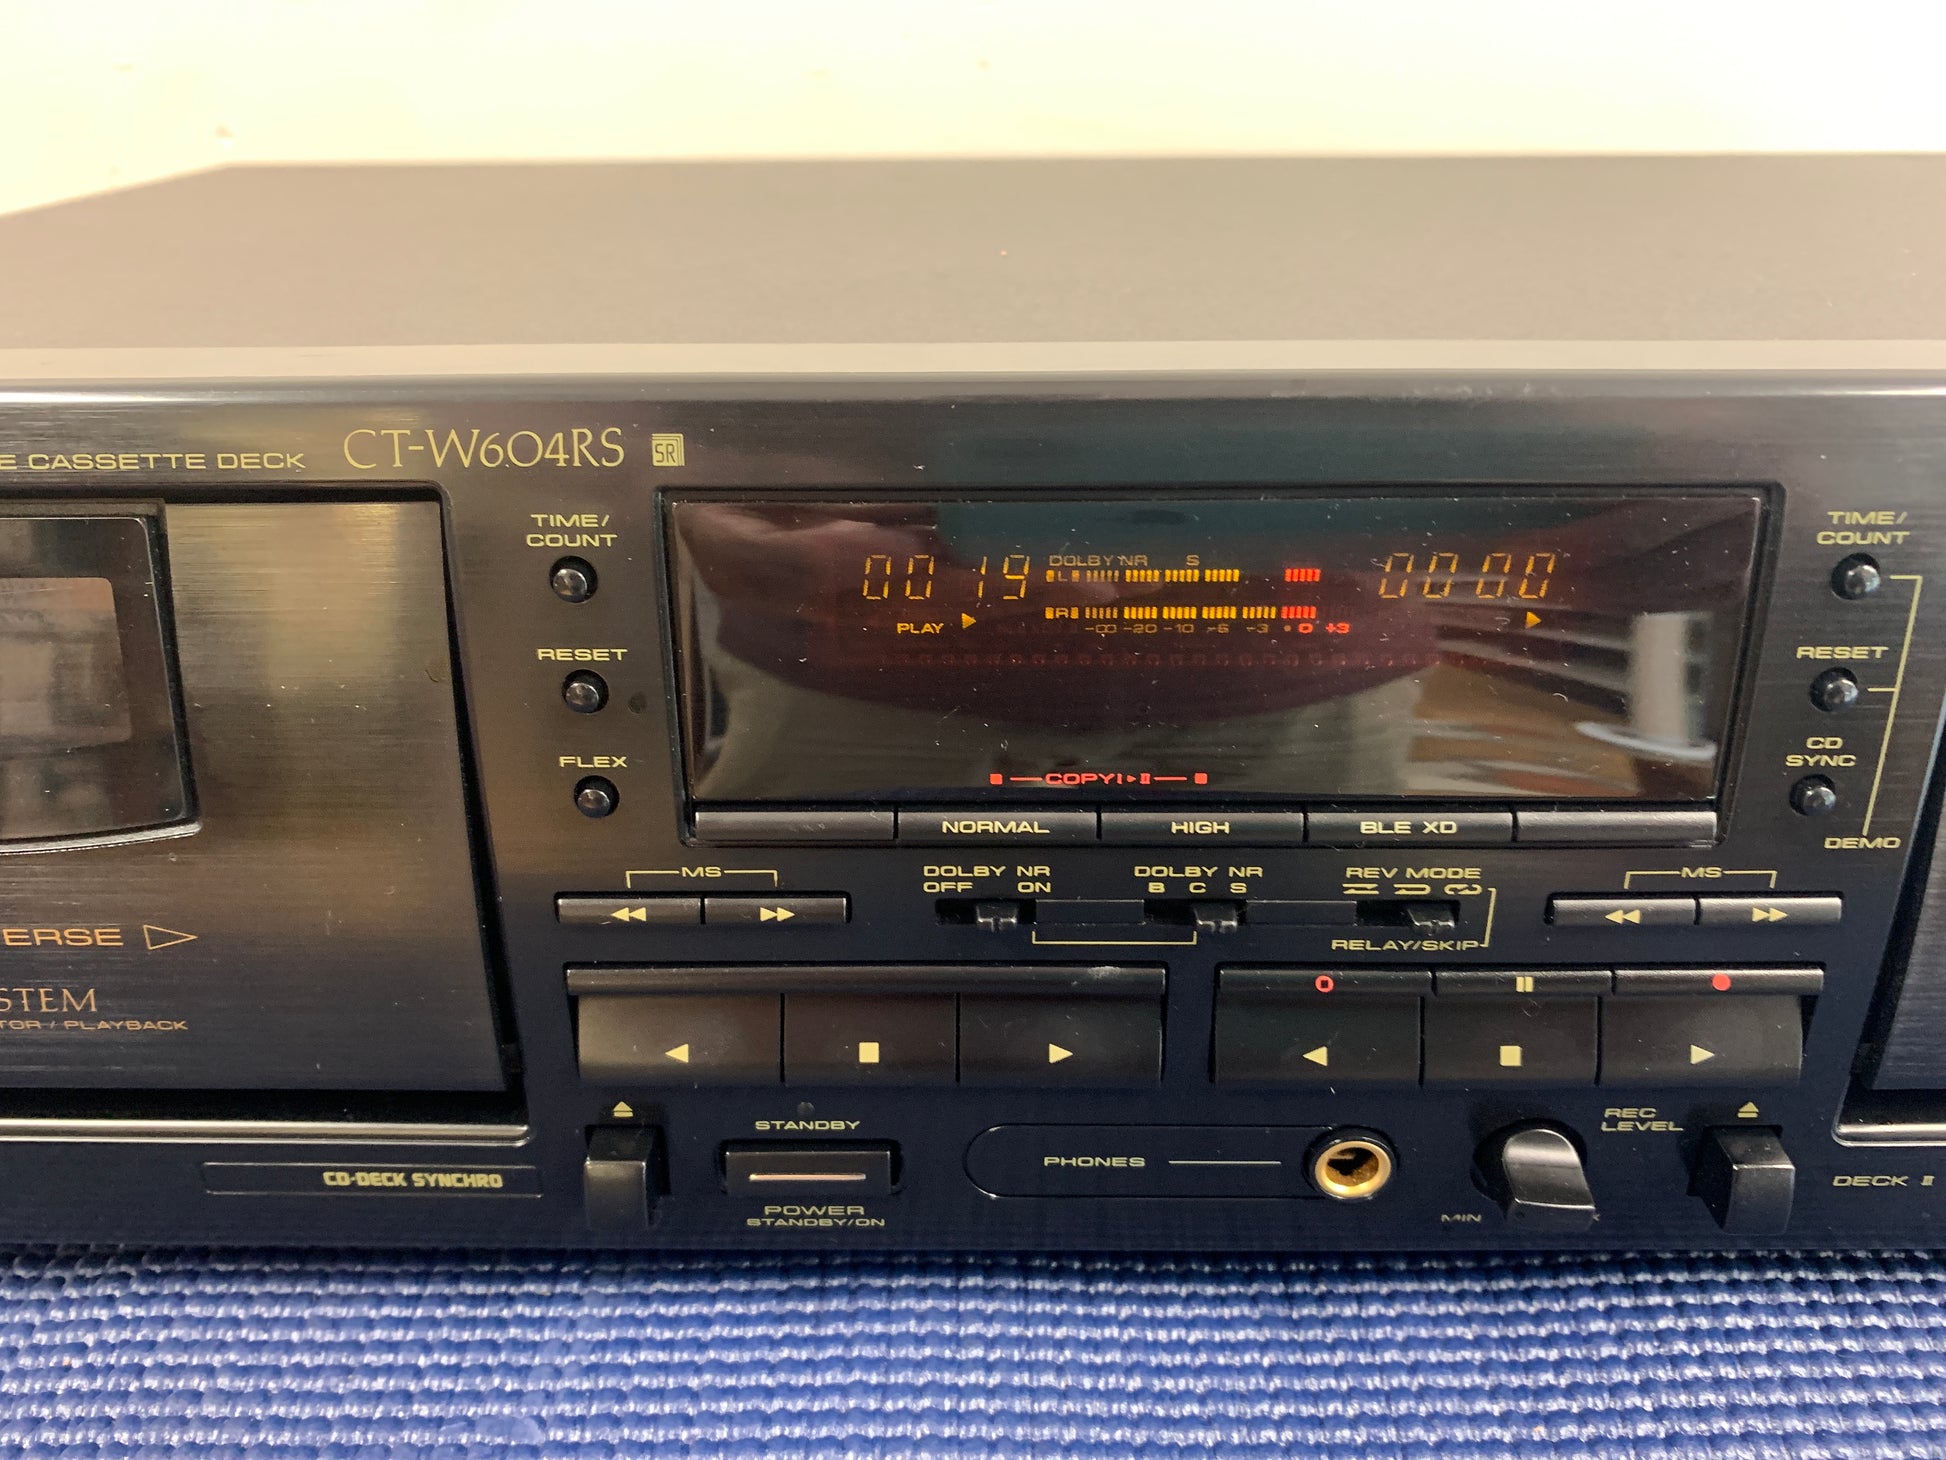 E CASSETTE DECK CT-W604RS SR
TIME/
COUNT
RESET
FLEX
00 19
DOLBY NR S
L
R
-∞ -20 -10 -6 -3 • 0 +3
PLAY
00 00
COPY I ▸ II
TIME/
COUNT
RESET
CD
SYNC
DEMO
NORMAL HIGH BLE XD
MS
DOLBY NR
OFF ON
DOLBY NR
B C S
REV MODE
RELAY/SKIP
MS
ERSE
STEM
TOR / PLAYBACK
CD-DECK SYNCHRO
STANDBY
POWER
STANDBY/ON
PHONES
REC
LEVEL
MIN
DECK II